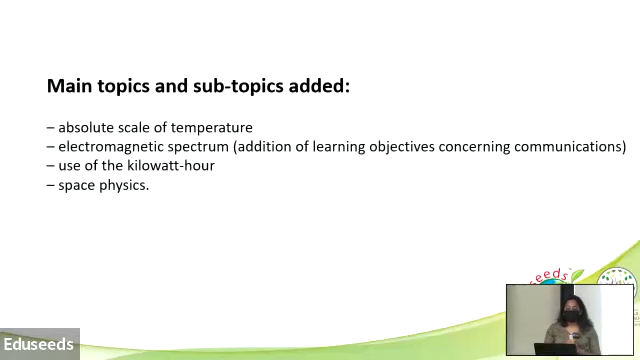 Main topics and sub-topics added:
– absolute scale of temperature
– electromagnetic spectrum (addition of learning objectives concerning communications)
– use of the kilowatt-hour
– space physics.
seeds
Eduseeds